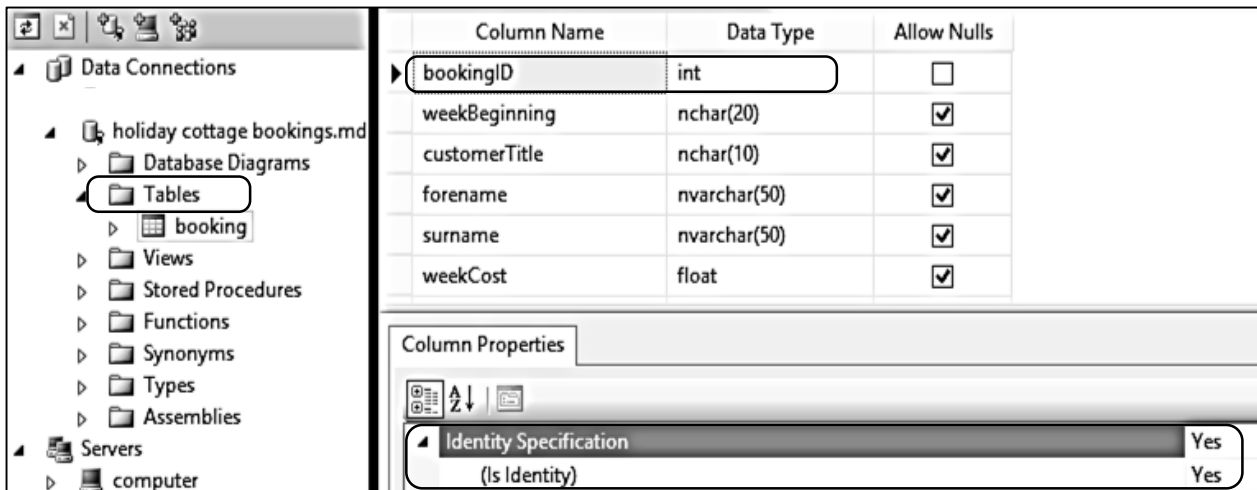 Data Connections
holiday cottage bookings.md
Database Diagrams
Tables
booking
Views
Stored Procedures
Functions
Synonyms
Types
Assemblies
Servers
computer
Column Name Data Type Allow Nulls
bookingID int
weekBeginning nchar(20)
customerTitle nchar(10)
forename nvarchar(50)
surname nvarchar(50)
weekCost float
Column Properties
A
Z
Identity Specification Yes
(Is Identity) Yes